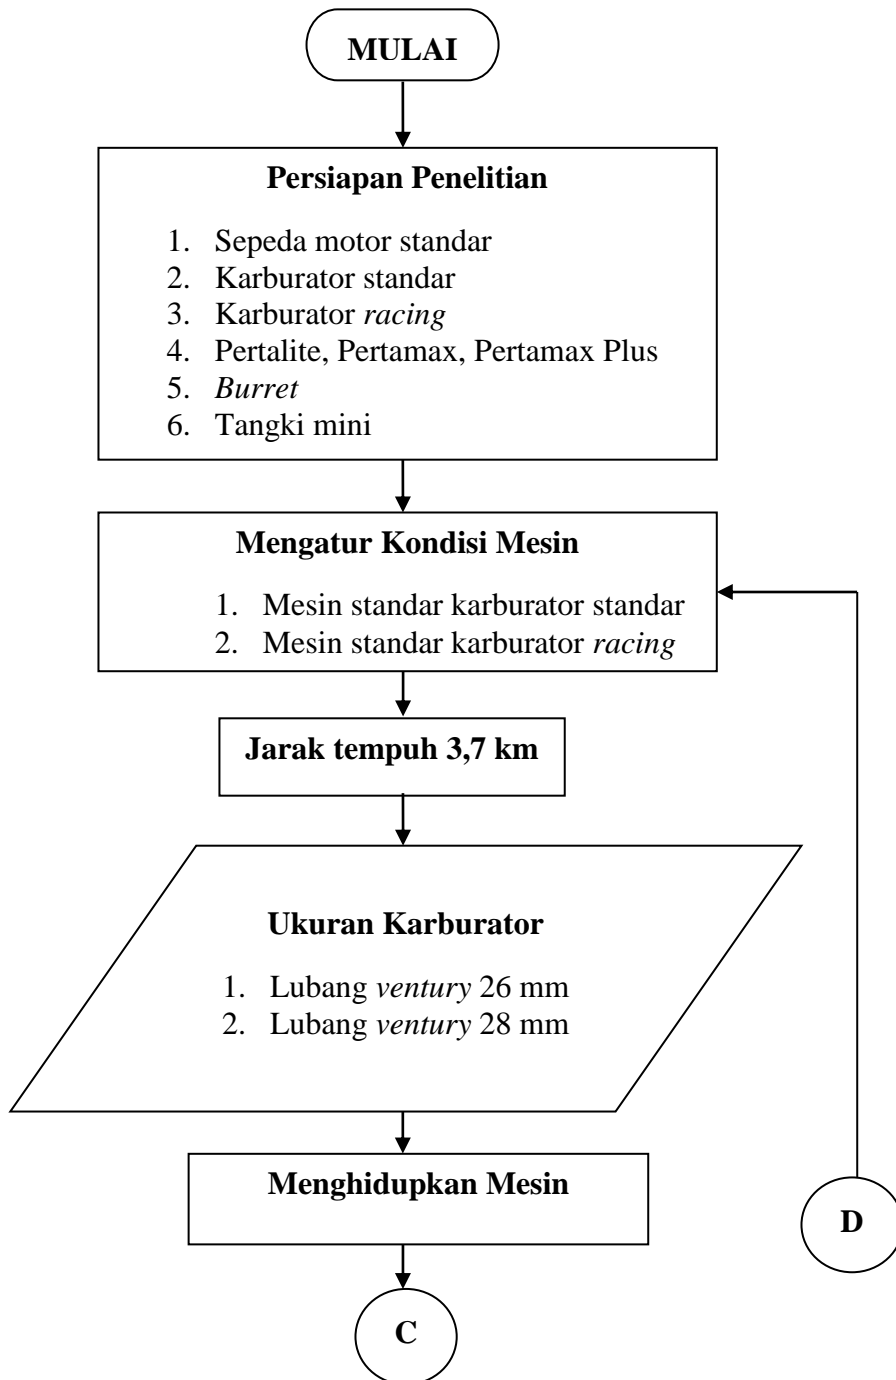 MULAI
Persiapan Penelitian
1. Sepeda motor standar
2. Karburator standar
3. Karburator racing
4. Pertalite, Pertamax, Pertamax Plus
5. Burret
6. Tangki mini
Mengatur Kondisi Mesin
1. Mesin standar karburator standar
2. Mesin standar karburator racing
Jarak tempuh 3,7 km
Ukuran Karburator
1. Lubang ventury 26 mm
2. Lubang ventury 28 mm
Menghidupkan Mesin
D
C